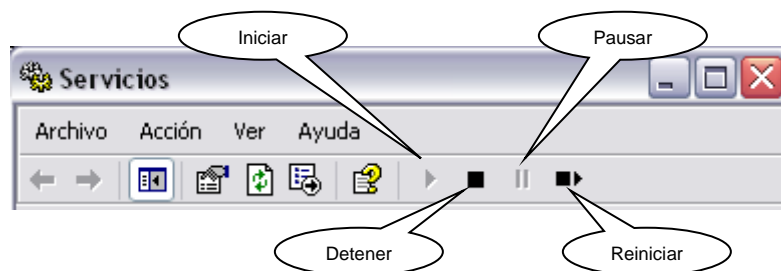 Iniciar
Pausar
Servicios
Archivo Acción Ver Ayuda
Detener
Reiniciar